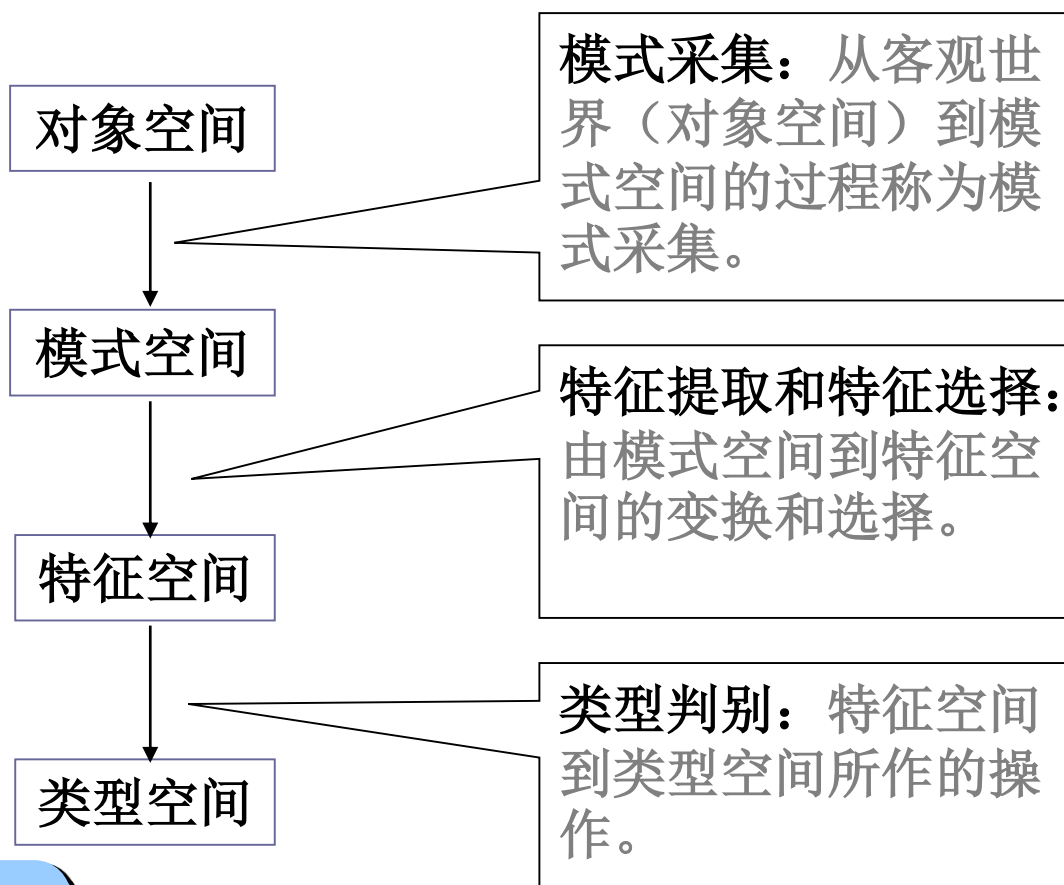 对象空间
模式采集：从客观世
界（对象空间）到模
式空间的过程称为模
式采集。
模式空间
特征提取和特征选择：
由模式空间到特征空
间的变换和选择。
特征空间
类型判别：特征空间
到类型空间所作的操
作。
类型空间